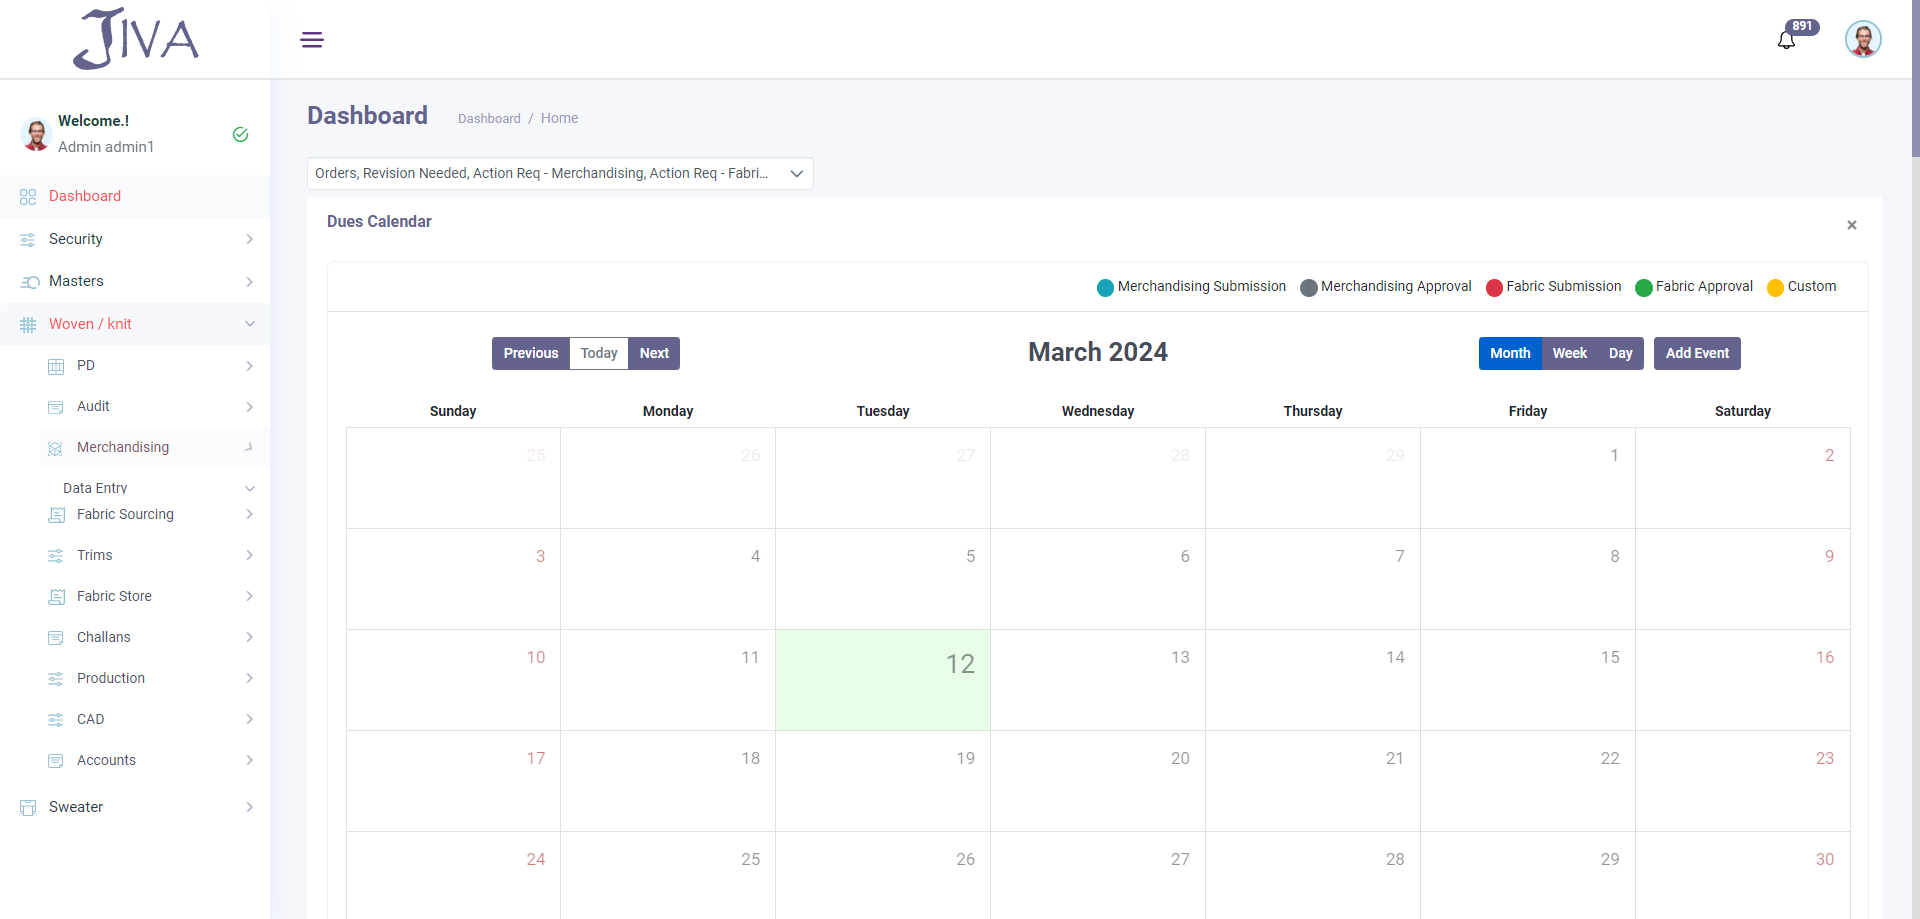 JIVA
891
Welcome.!
Admin admin1
Dashboard
Security
Masters
Woven / knit
PD
Audit
Merchandising
Data Entry
Fabric Sourcing
Trims
Fabric Store
Challans
Production
CAD
Accounts
Sweater
Dashboard
Dashboard / Home
Orders, Revision Needed, Action Req - Merchandising, Action Req - Fabri...
Dues Calendar
×
Merchandising Submission Merchandising Approval Fabric Submission Fabric Approval Custom
Previous Today Next
March 2024
Month Week Day Add Event
Sunday Monday Tuesday Wednesday Thursday Friday Saturday
25 26 27 28 29 1 2
3 4 5 6 7 8 9
10 11 12 13 14 15 16
17 18 19 20 21 22 23
24 25 26 27 28 29 30